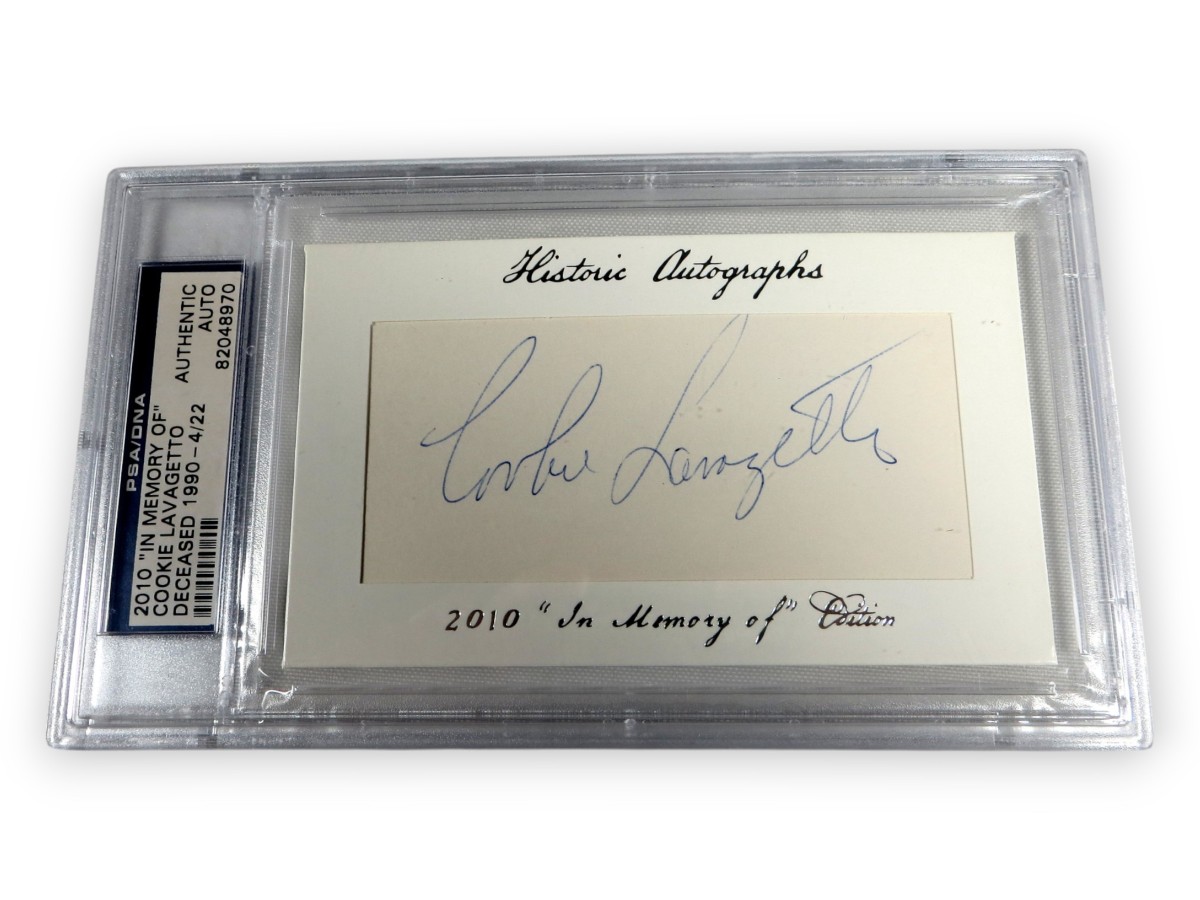 PSA/DNA
2010 "IN MEMORY OF"
COOKIE LAVAGETTO
DECEASED 1990 - 4/22
AUTHENTIC
AUTO
82048970
Historic Autographs
Cookie Lavagetto
2010 "In Memory of" Edition